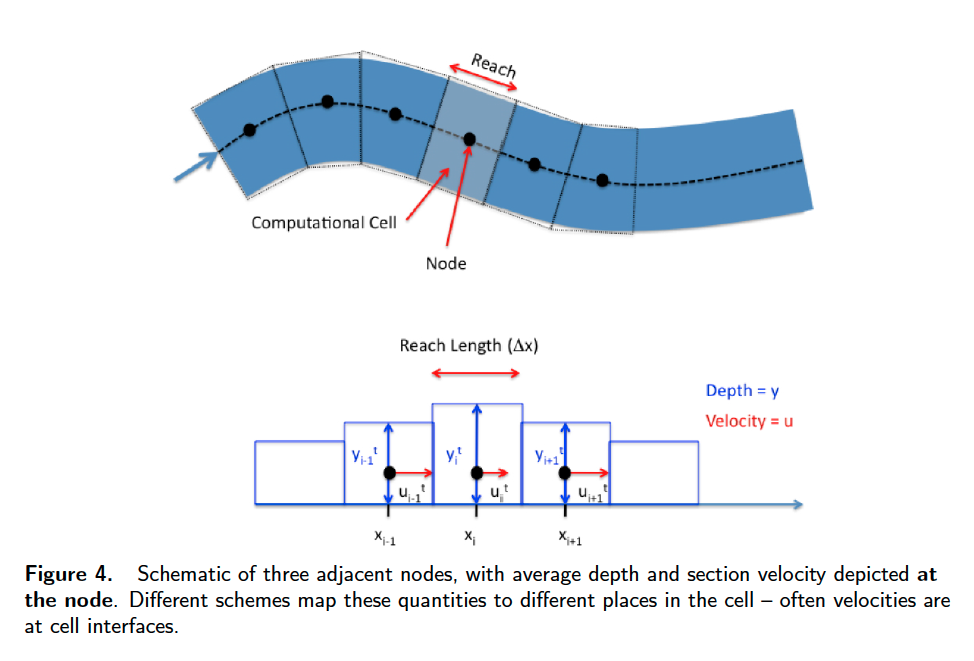 Reach
Computational Cell
Node
Reach Length (Δx)
Depth = y
Velocity = u
yᵢ₋₁ᵗ yᵢᵗ yᵢ₊₁ᵗ
uᵢ₋₁ᵗ uᵢᵗ uᵢ₊₁ᵗ
xᵢ₋₁ xᵢ xᵢ₊₁
Figure 4. Schematic of three adjacent nodes, with average depth and section velocity depicted at
the node. Different schemes map these quantities to different places in the cell – often velocities are
at cell interfaces.